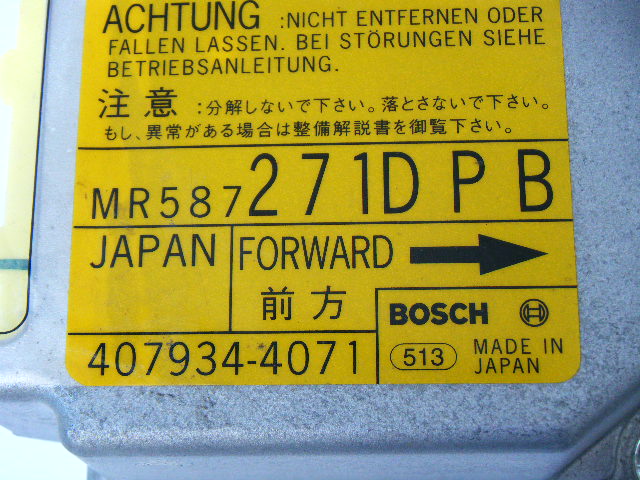 ACHTUNG :NICHT ENTFERNEN ODER
FALLEN LASSEN. BEI STÖRUNGEN SIEHE
BETRIEBSANLEITUNG.
注意 :分解しないで下さい。落とさないで下さい。
もし、異常がある場合は整備解説書を御覧下さい。
MR587271DPB
JAPAN
FORWARD
前方
407934-4071
BOSCH
513
MADE IN
JAPAN